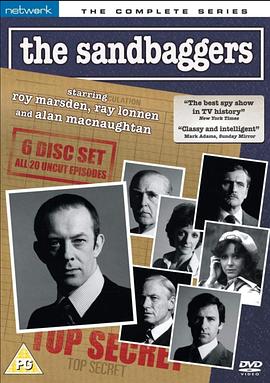 network
THE COMPLETE SERIES
the sandbaggers
starring
roy marsden, ray lonnen
and alan macnaughtan
"The best spy show
in TV history"
New York Times
"Classy and intelligent"
Mark Adams, Sunday Mirror
6 DISC SET
ALL 20 UNCUT EPISODES
TOP SECRET
TOP SECRET
PG
DVD
VIDEO